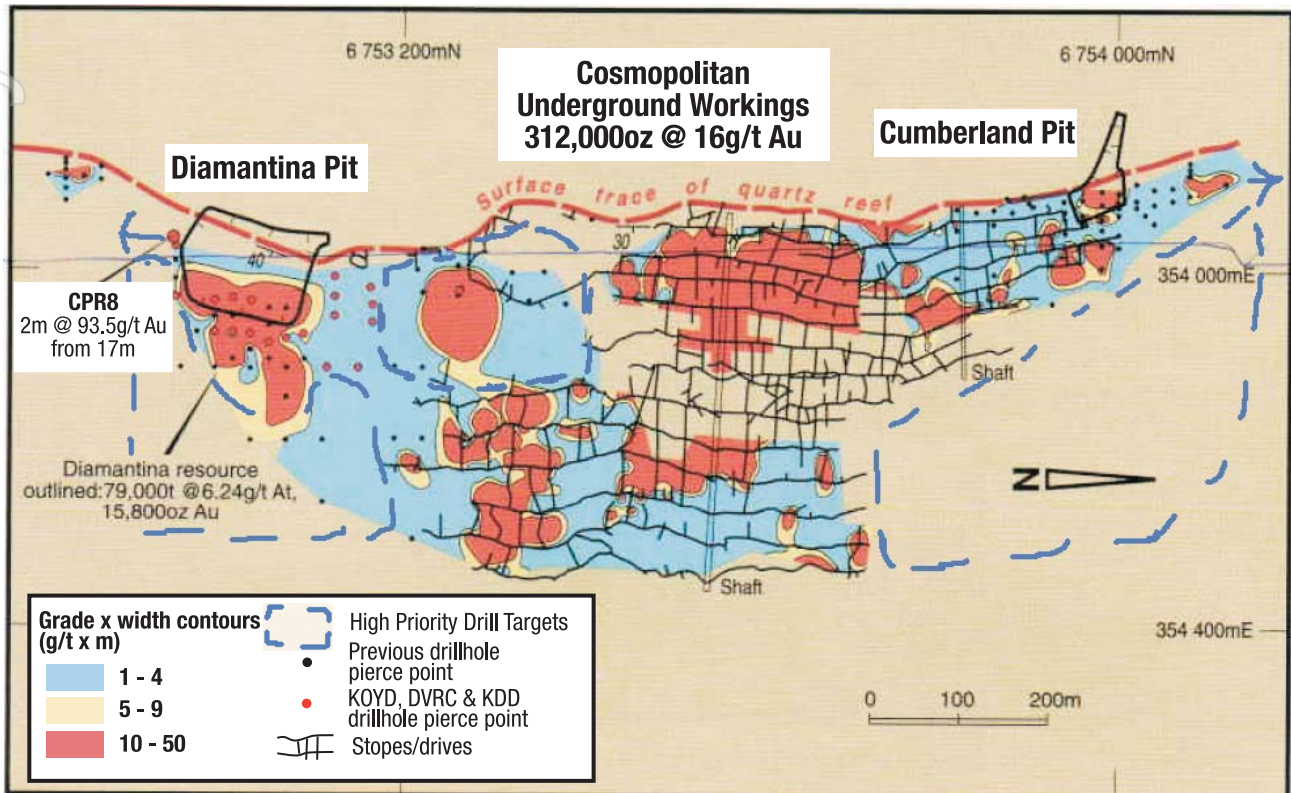 6 753 200mN
6 754 000mN
Cosmopolitan
Underground Workings
312,000oz @ 16g/t Au
Cumberland Pit
Diamantina Pit
Surface trace of quartz reef
30
40
354 000mE
CPR8
2m @ 93.5g/t Au
from 17m
Shaft
Diamantina resource
outlined:79,000t @6.24g/t At,
15,800oz Au
N
Shaft
354 400mE
Grade x width contours
(g/t x m)
1 - 4
5 - 9
10 - 50
High Priority Drill Targets
Previous drillhole
pierce point
KOYD, DVRC & KDD
drillhole pierce point
Stopes/drives
0 100 200m